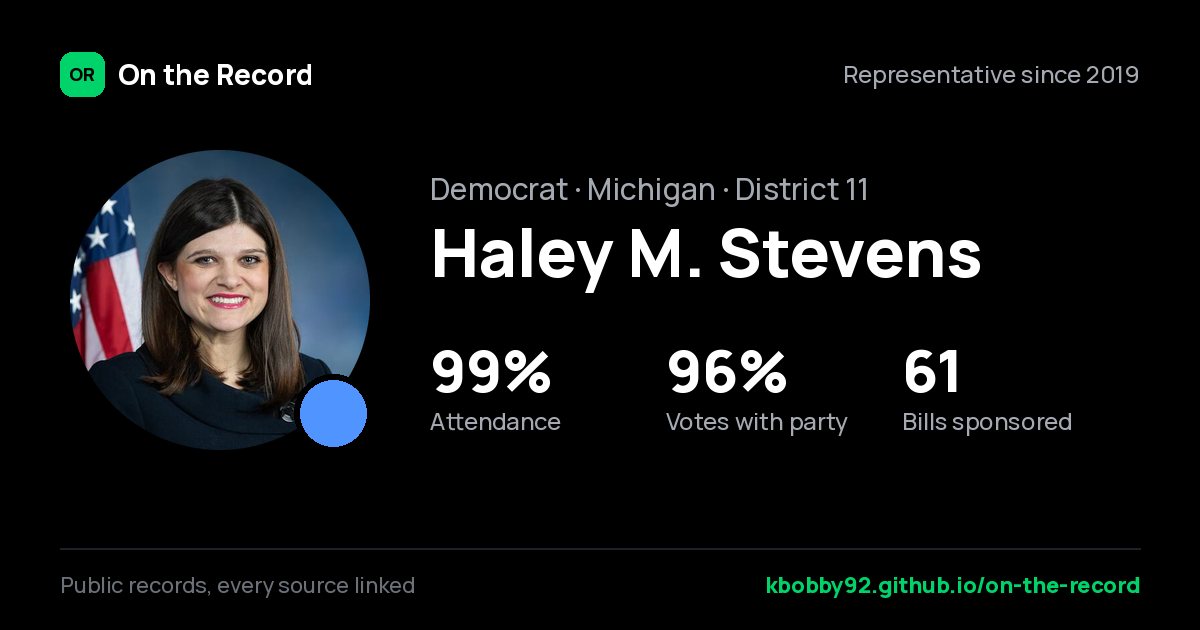 OR On the Record
Representative since 2019
Democrat · Michigan · District 11
Haley M. Stevens
99% 96% 61
Attendance Votes with party Bills sponsored
Public records, every source linked
kbobby92.github.io/on-the-record